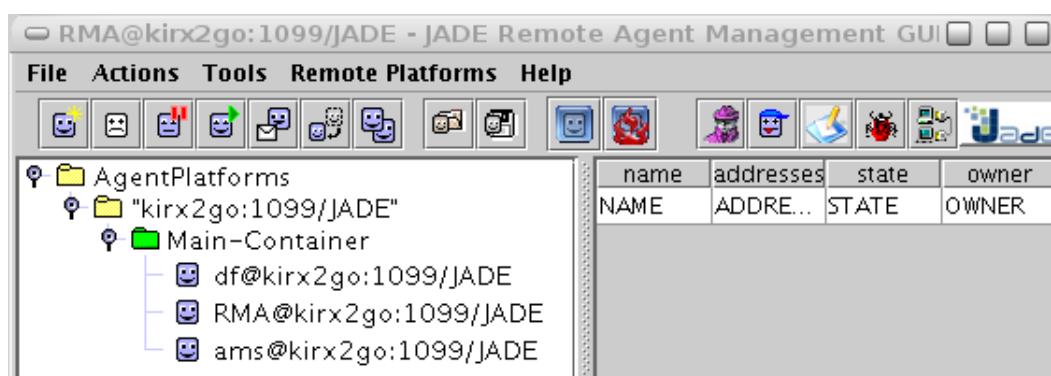 RMA@kirx2go:1099/JADE - JADE Remote Agent Management GUI
File Actions Tools Remote Platforms Help
Jade
AgentPlatforms
"kirx2go:1099/JADE"
Main-Container
df@kirx2go:1099/JADE
RMA@kirx2go:1099/JADE
ams@kirx2go:1099/JADE
name addresses state owner
NAME ADDRE... STATE OWNER